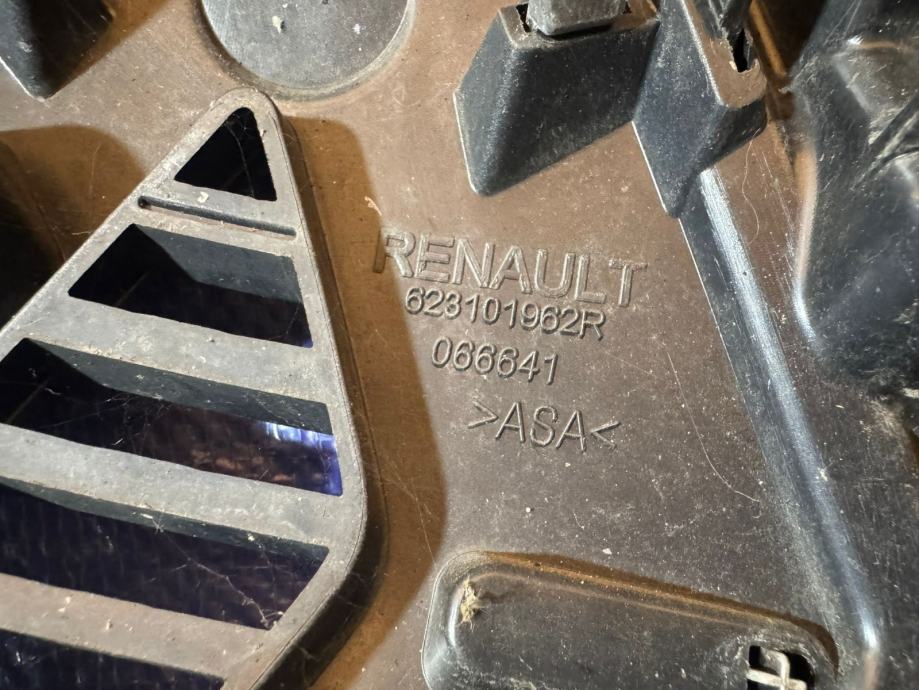 RENAULT
623101962R
066641
>ASA<